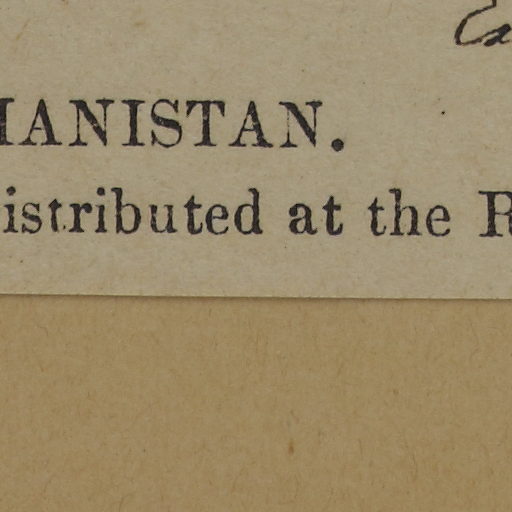 HANISTAN.
istributed at the R